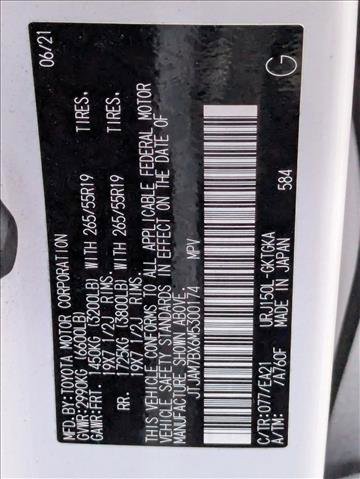 MFD.BY:TOYOTA MOTOR CORPORATION 06/21
GVWR:2990KG (6600LB)
GAWR:FRT. 1450KG (3200LB) WITH 265/55R19 TIRES.
19X7 1/2J RIMS.
RR. 1725KG (3800LB) WITH 265/55R19 TIRES.
19X7 1/2J RIMS.
THIS VEHICLE CONFORMS TO ALL APPLICABLE FEDERAL MOTOR
VEHICLE SAFETY STANDARDS IN EFFECT ON THE DATE OF
MANUFACTURE SHOWN ABOVE.
JTJAM7BX6M5300174 MPV
G
C/TR:077/EA21 URJ150L-GKTGKA 584
A/TM: /A760F MADE IN JAPAN